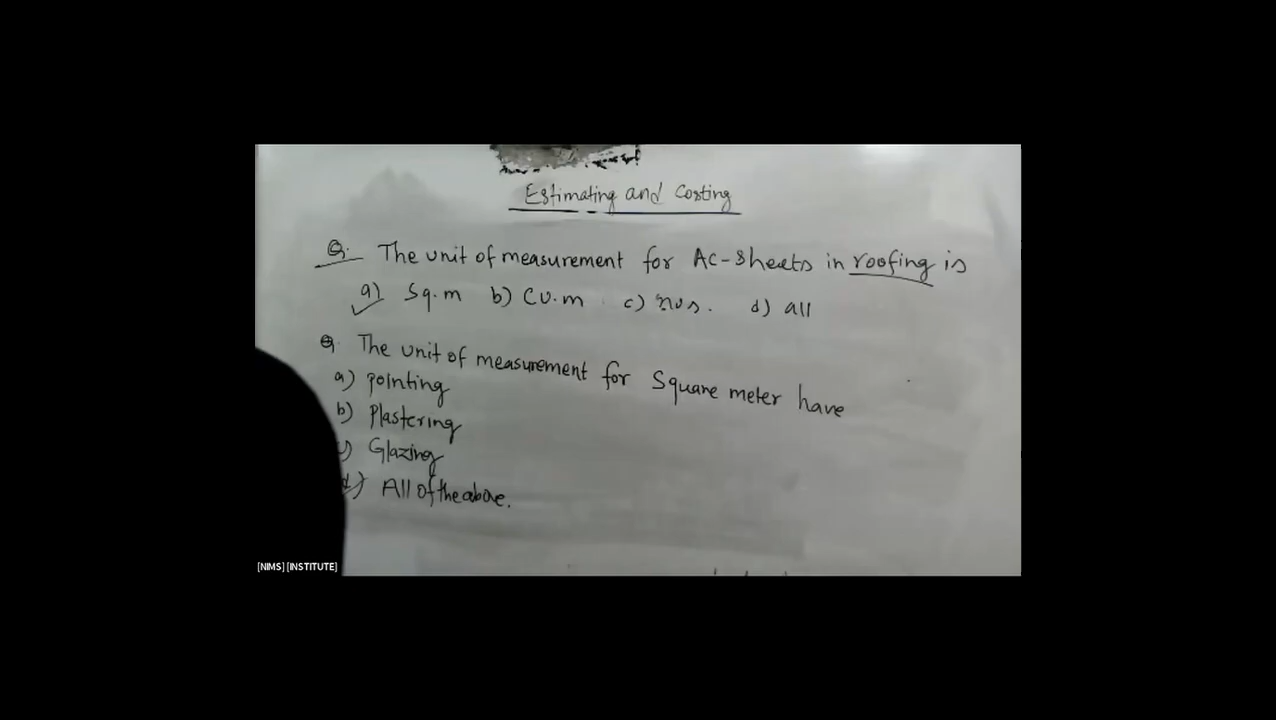 Estimating and Costing
Q. The unit of measurement for AC-Sheets in roofing is
a) Sq.m b) Cu.m c) nos. d) all
Q. The unit of measurement for Square meter have
a) pointing
b) Plastering
c) Glazing
d) All of the above.
[NIMS] [INSTITUTE]